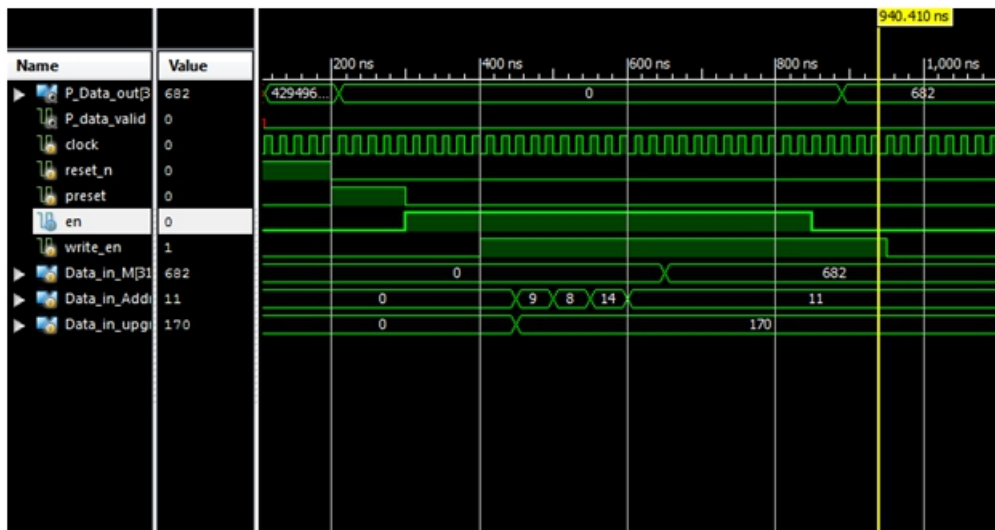 940.410 ns
Name Value
200 ns 400 ns 600 ns 800 ns 1,000 ns
P_Data_out[3 682 429496... 0 682
P_data_valid 0
clock 0
reset_n 0
preset 0
en 0
write_en 1
Data_in_M[31 682 0 682
Data_in_Addr 11 0 9 8 14 11
Data_in_upgr 170 0 170